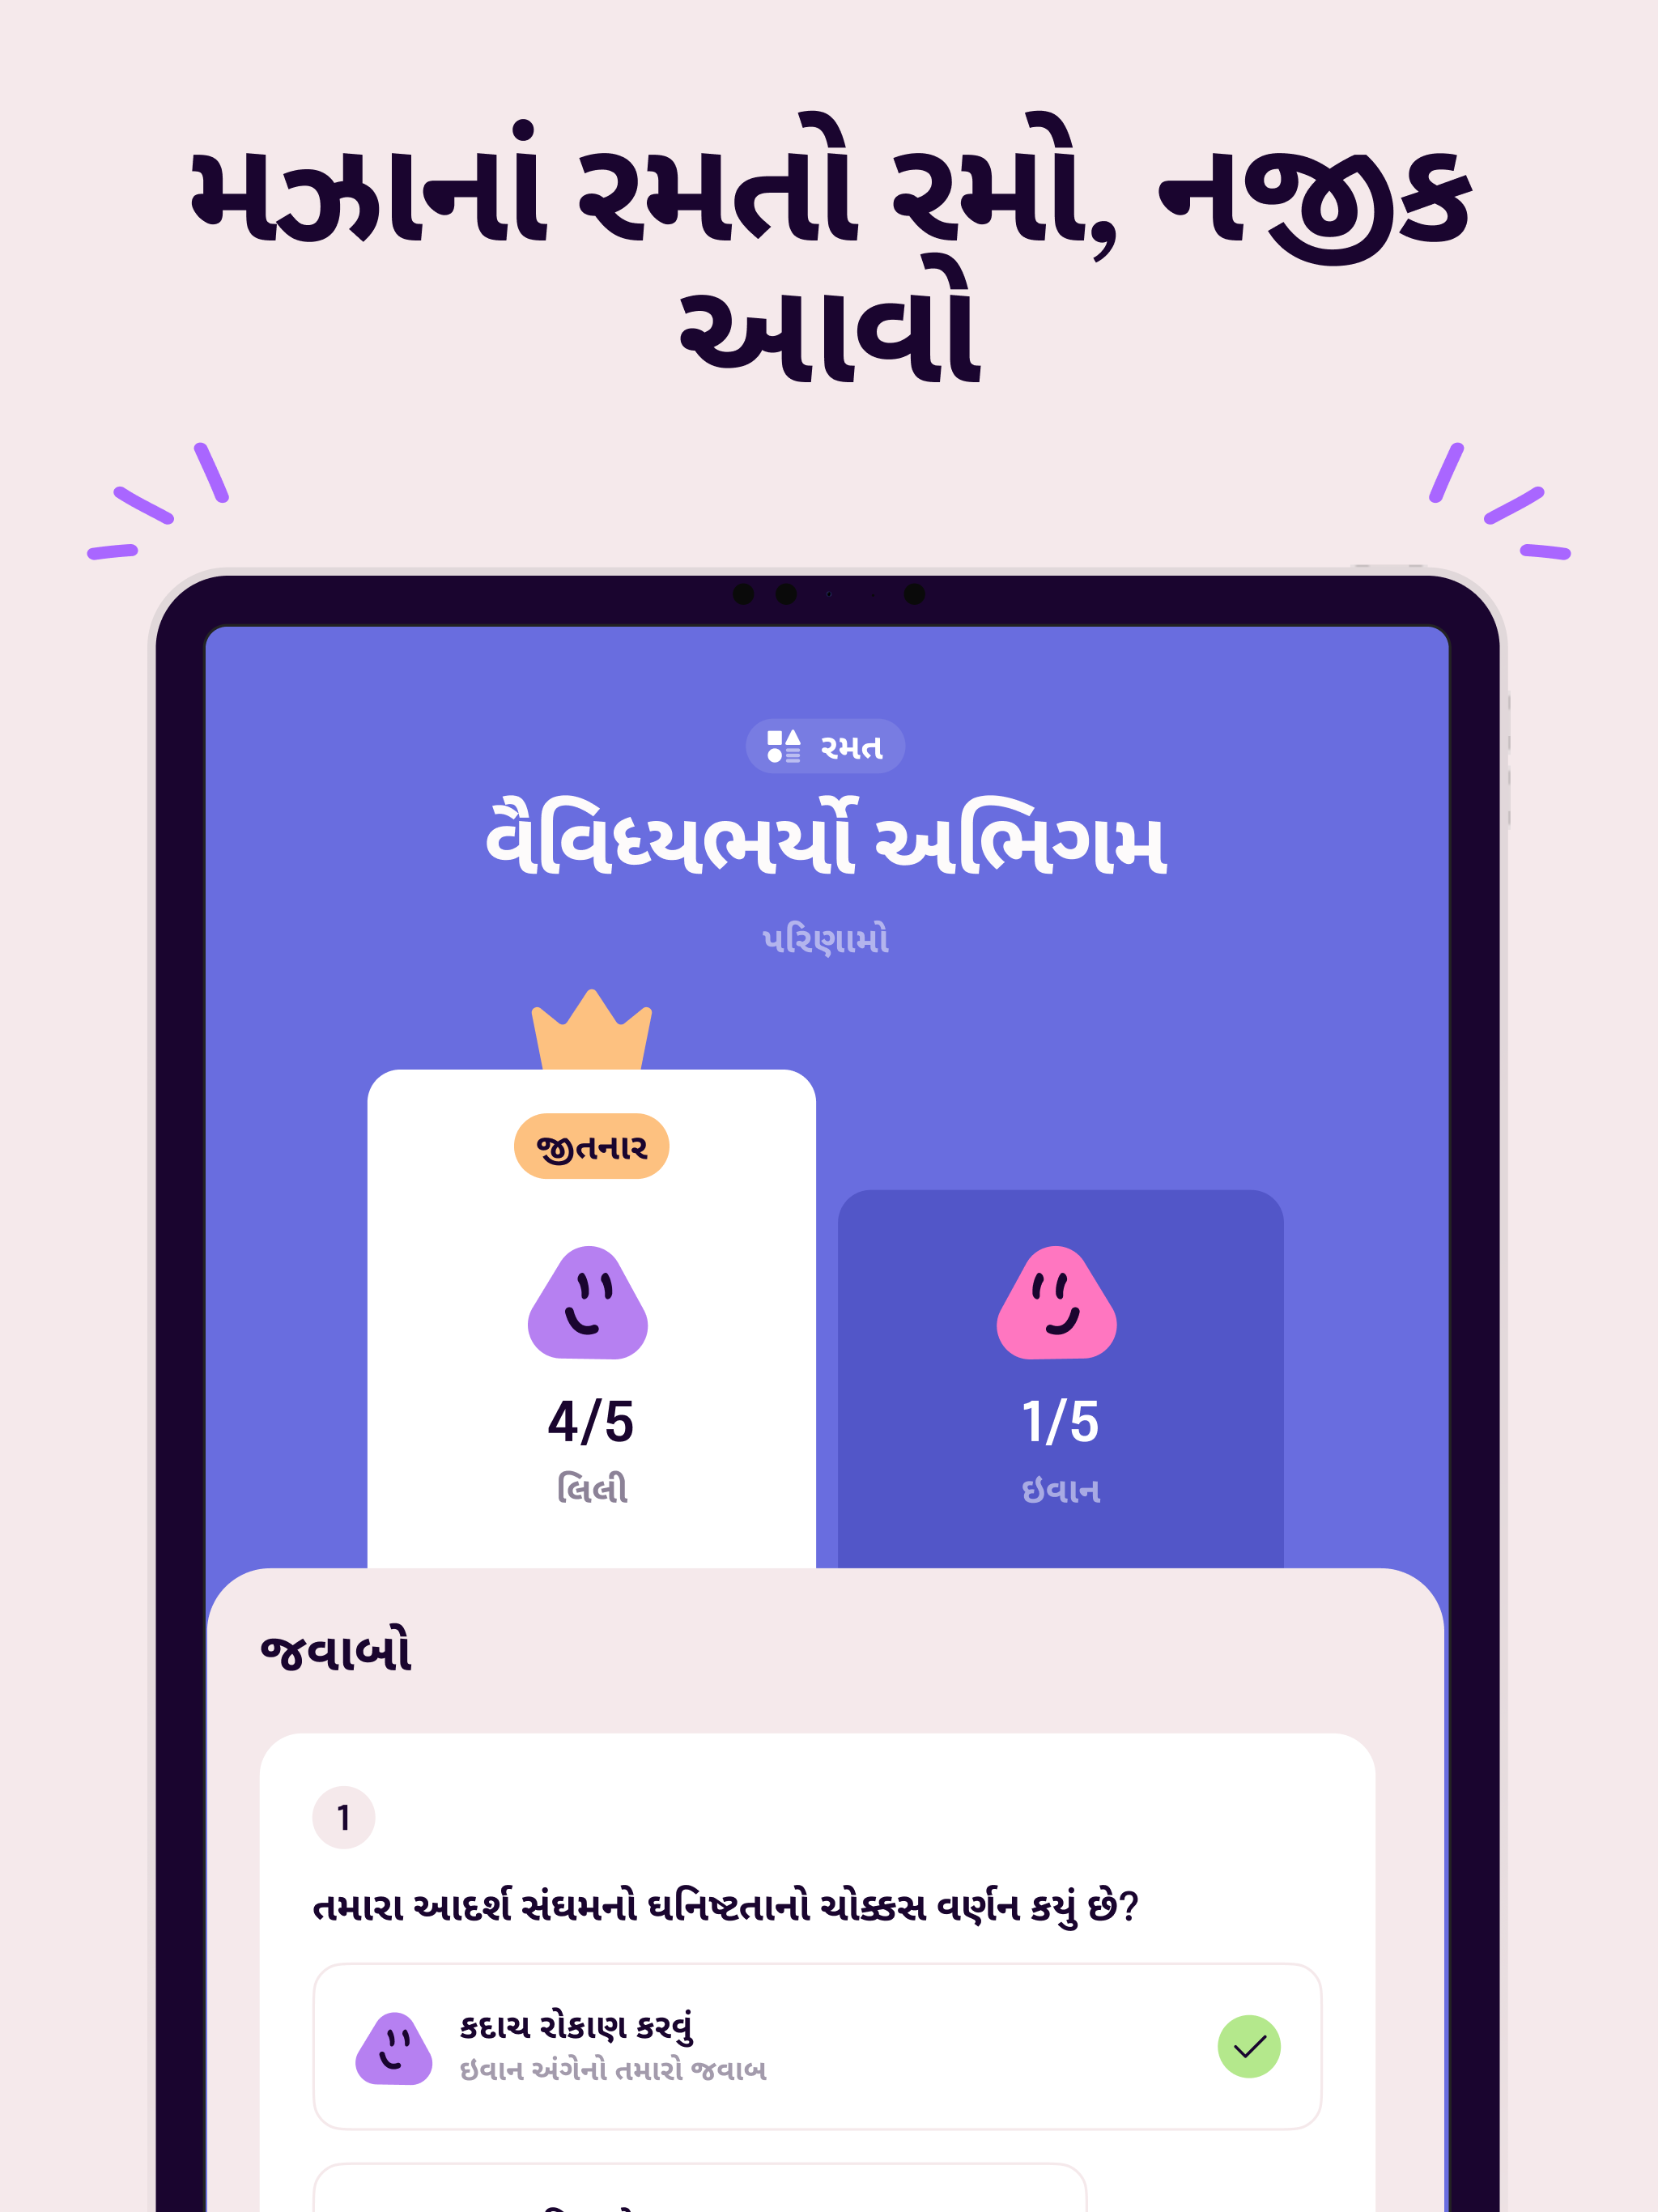 મઝાનાં રમતો રમો, નજીક
આવો
રમત
વૈવિધ્યભર્યો અભિગમ
પરિણામો
જીતનાર
4/5
લિલી
1/5
ઇવાન
જવાબો
1
તમારા આદર્શ સંઘમનો ઘનિષ્ટતાનો ચોક્કસ વર્ણન કયું છે?
કદાચ રોકાણ કરવું
ઇવાન અંગેનો તમારો જવાબ